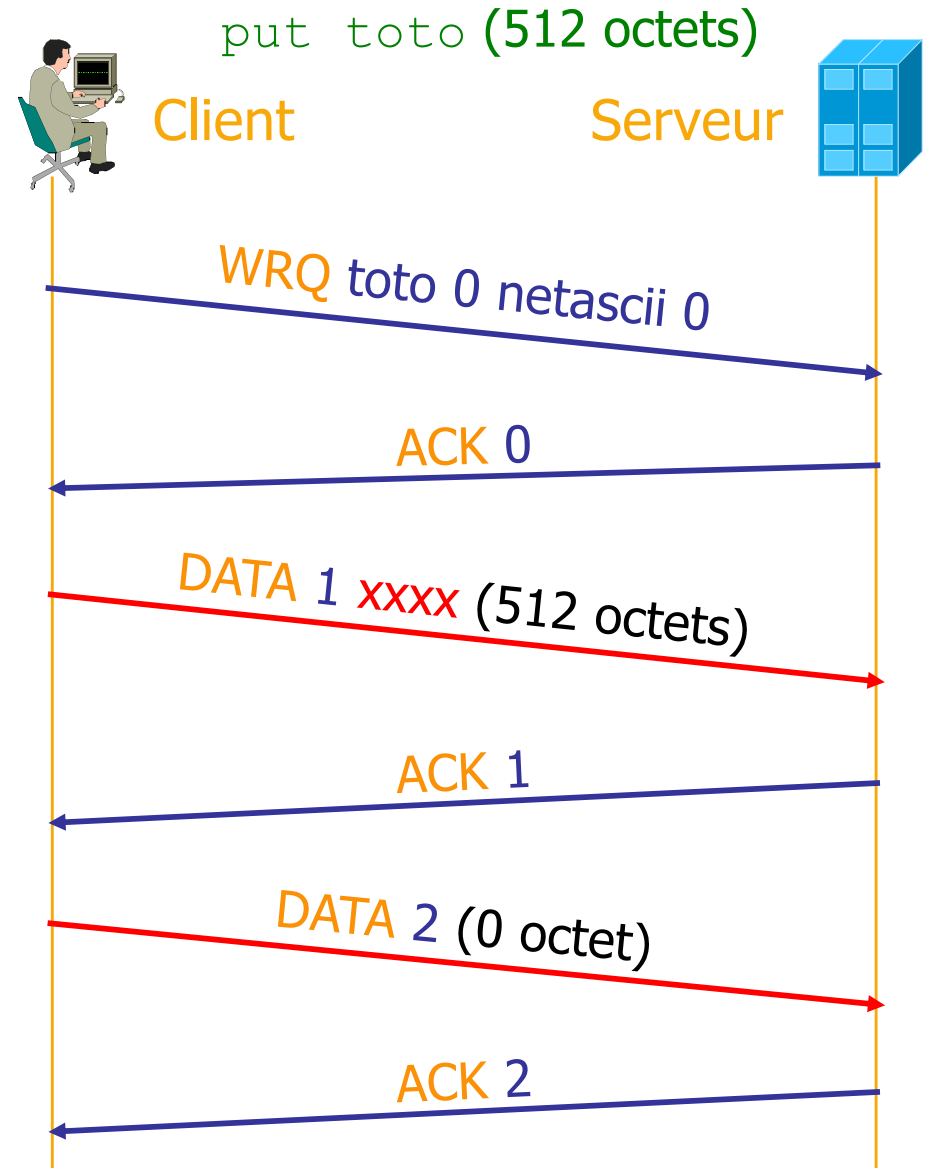 put toto (512 octets)
Client
Serveur
WRQ toto 0 netascii 0
ACK 0
DATA 1 xxxx (512 octets)
ACK 1
DATA 2 (0 octet)
ACK 2